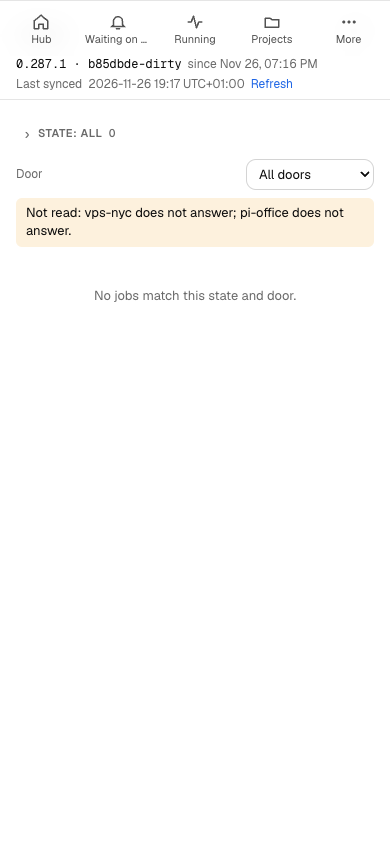 Hub
Waiting on …
Running
Projects
More
0.287.1 · b85dbde-dirty since Nov 26, 07:16 PM
Last synced 2026-11-26 19:17 UTC+01:00 Refresh
STATE: ALL 0
Door
All doors
Not read: vps-nyc does not answer; pi-office does not
answer.
No jobs match this state and door.